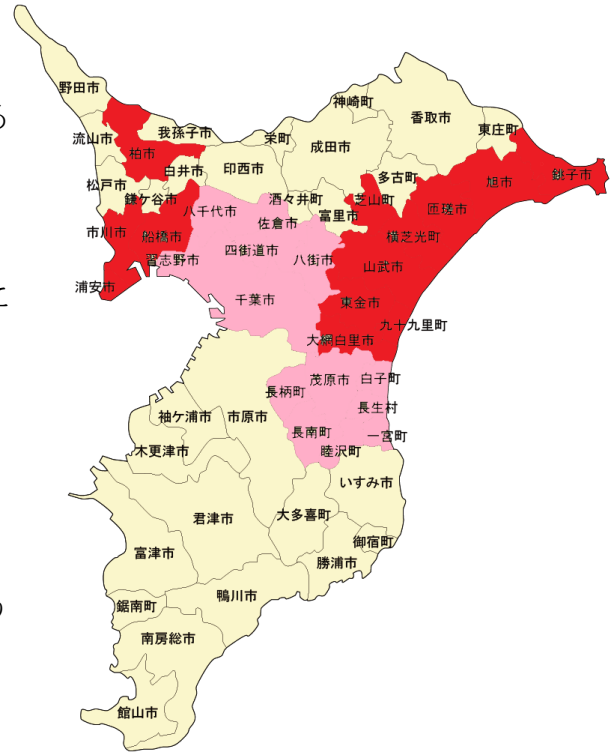 野田市
流山市
柏市
我孫子市
松戸市
鎌ケ谷市
白井市
印西市
栄町
成田市
神崎町
香取市
東庄町
市川市
船橋市
八千代市
佐倉市
酒々井町
富里市
芝山町
多古町
匝瑳市
旭市
銚子市
浦安市
習志野市
四街道市
八街市
山武市
横芝光町
千葉市
東金市
九十九里町
大網白里市
長柄町
茂原市
白子町
長生村
長南町
一宮町
睦沢町
袖ケ浦市
市原市
木更津市
いすみ市
君津市
大多喜町
御宿町
富津市
勝浦市
鋸南町
鴨川市
南房総市
館山市